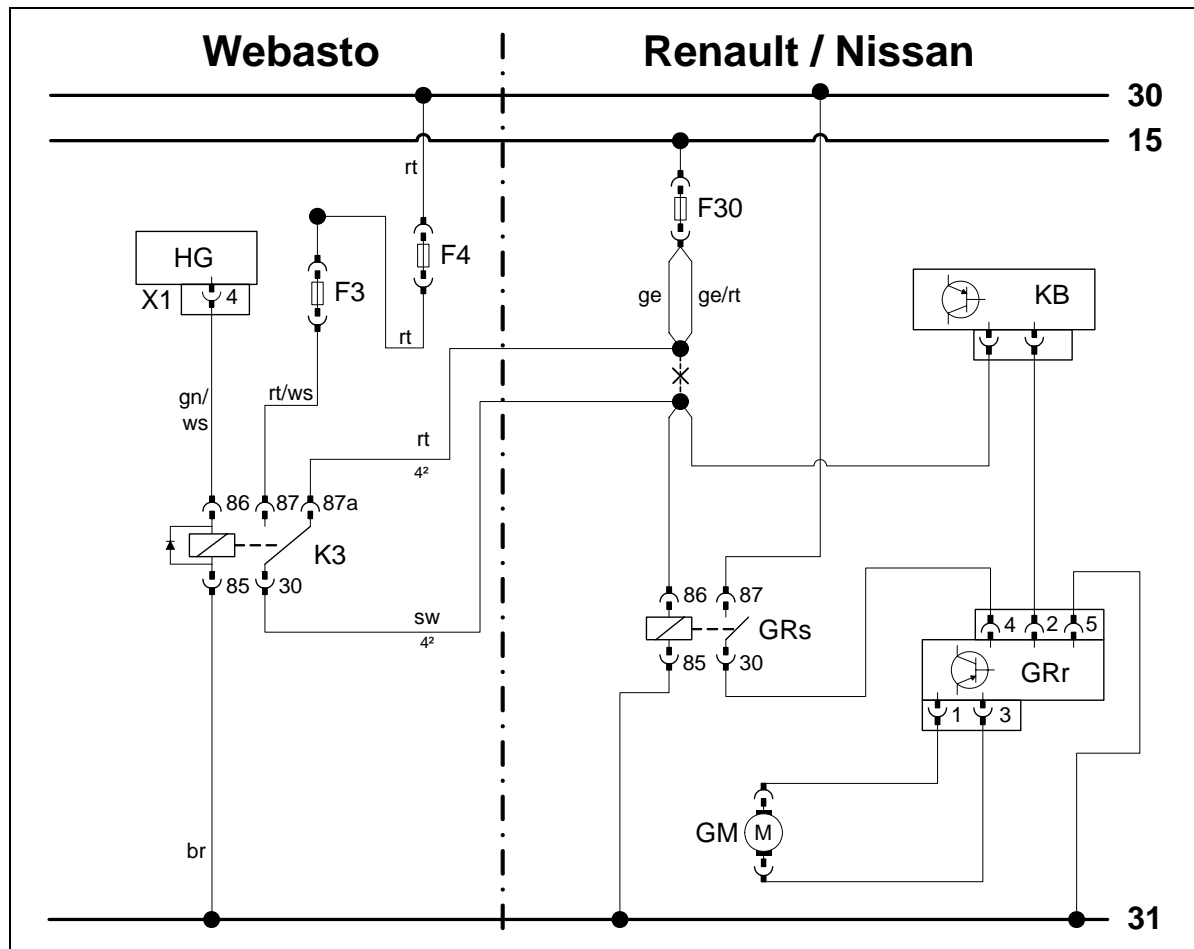 Webasto Renault / Nissan
30
15
rt
F30
HG
F4
X1 4
F3
ge ge/rt
KB
rt
gn/
ws
rt/ws
rt
4²
86 87 87a
K3
85 30
sw
4²
86 87
GRs
85 30
4 2 5
GRr
1 3
GM M
br
31